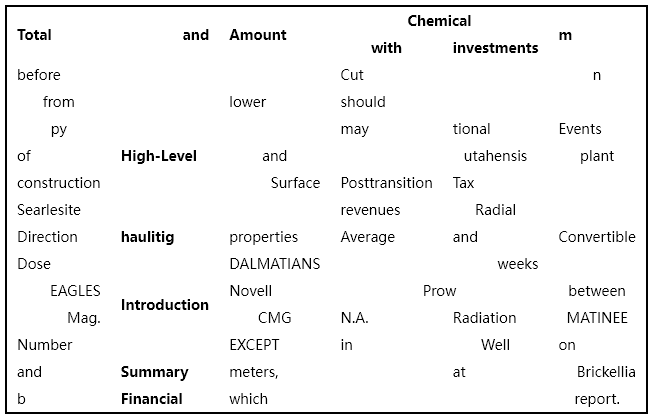 Chemical
Total and Amount m
with investments
before Cut n
from lower should
py may tional Events
of High-Level and utahensis plant
construction Surface Posttransition Tax
Searlesite revenues Radial
Direction haulitig properties Average and Convertible
Dose DALMATIANS weeks
EAGLES Novell Prow between
Introduction
Mag. CMG N.A. Radiation MATINEE
Number EXCEPT in Well on
and Summary meters, at Brickellia
b Financial which report.